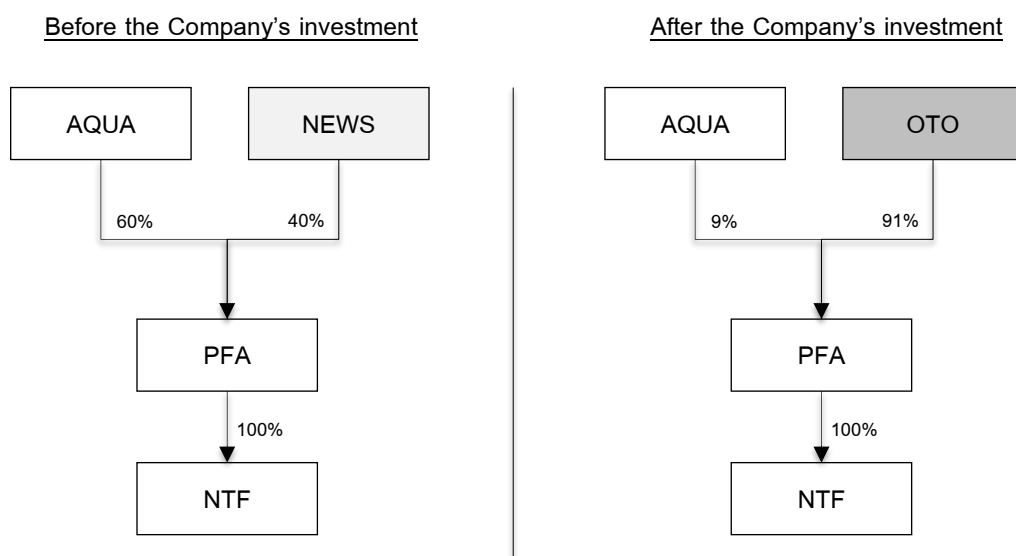 Before the Company’s investment
AQUA
NEWS
60%
40%
PFA
100%
NTF
After the Company’s investment
AQUA
OTO
9%
91%
PFA
100%
NTF